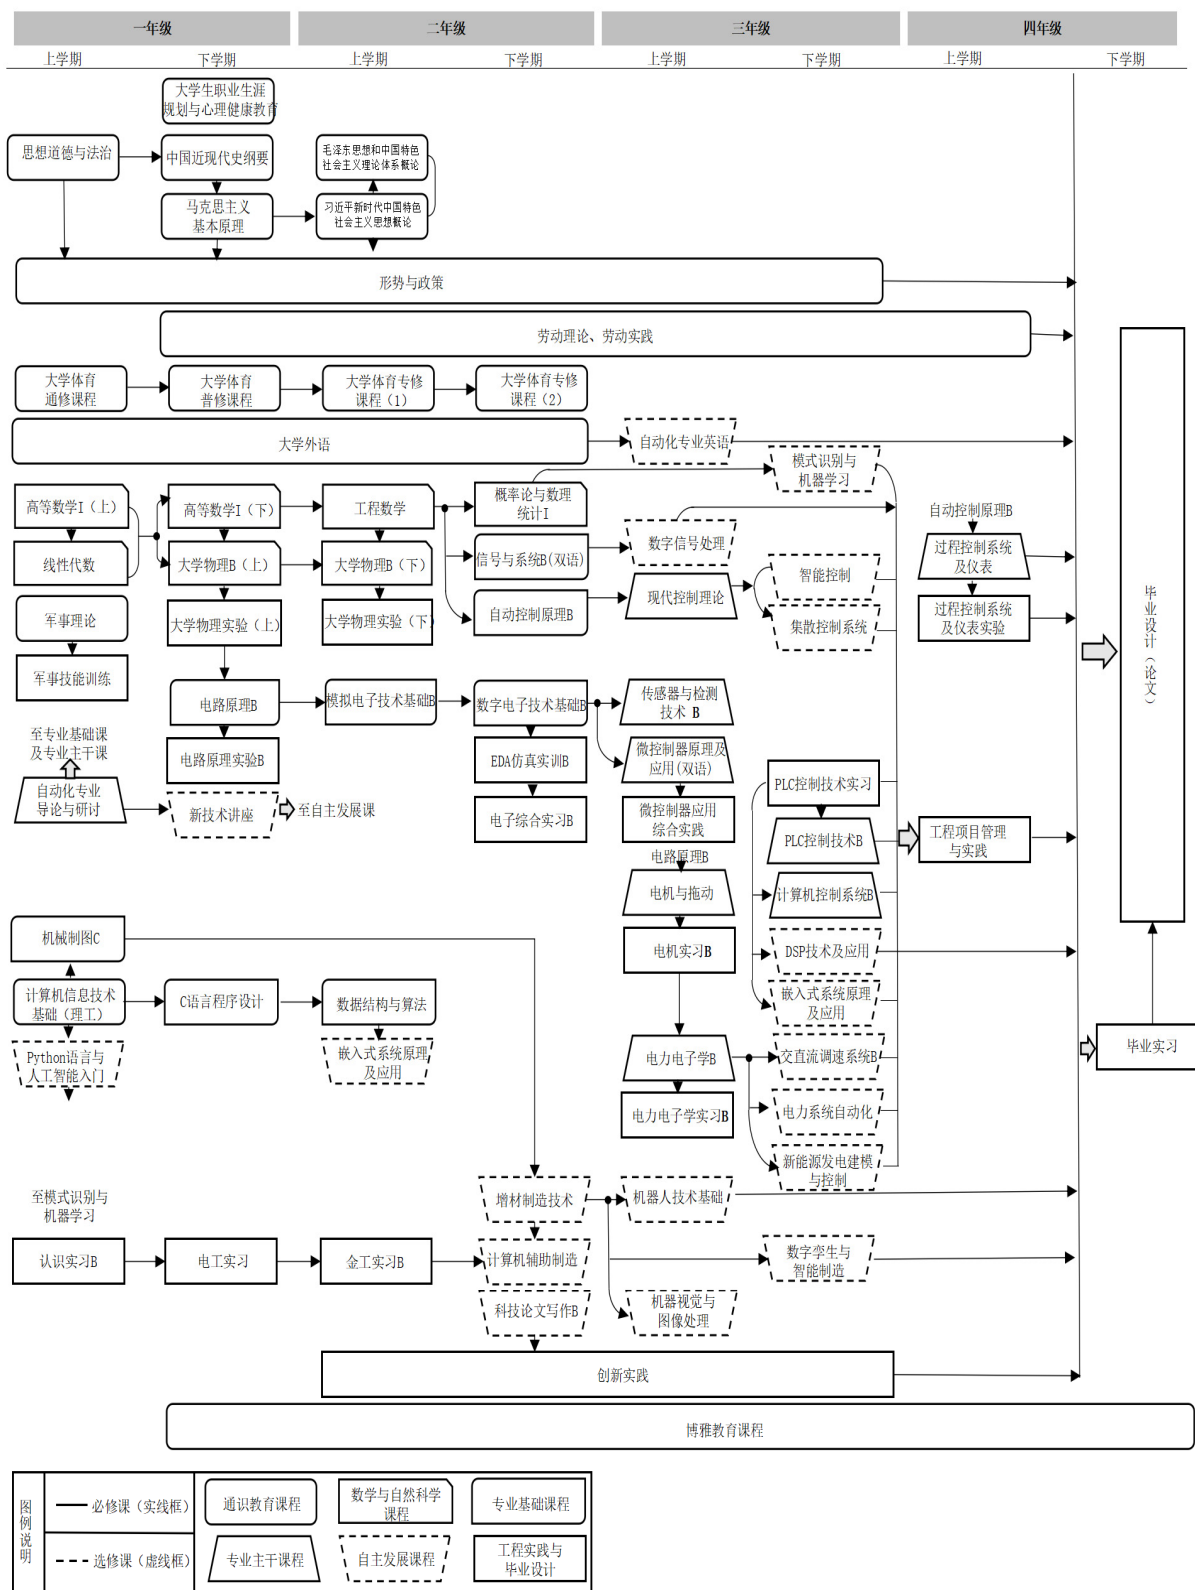 一年级
二年级
三年级
四年级
上学期
下学期
上学期
下学期
上学期
下学期
上学期
下学期
大学生职业生涯
规划与心理健康教育
思想道德与法治
中国近现代史纲要
毛泽东思想和中国特色
社会主义理论体系概论
马克思主义
基本原理
习近平新时代中国特色
社会主义思想概论
形势与政策
劳动理论、劳动实践
大学体育
通修课程
大学体育
普修课程
大学体育专修
课程（1）
大学体育专修
课程（2）
大学外语
自动化专业英语
模式识别与
机器学习
高等数学I（上）
高等数学I（下）
工程数学
概率论与数理
统计I
自动控制原理B
线性代数
大学物理B（上）
大学物理B（下）
信号与系统B(双语)
数字信号处理
过程控制系统
及仪表
智能控制
现代控制理论
军事理论
大学物理实验（上）
大学物理实验（下）
自动控制原理B
集散控制系统
过程控制系统
及仪表实验
毕业设计（论文）
军事技能训练
电路原理B
模拟电子技术基础B
数字电子技术基础B
传感器与检测
技术 B
至专业基础课
及专业主干课
电路原理实验B
EDA仿真实训B
微控制器原理及
应用(双语)
自动化专业
导论与研讨
新技术讲座
至自主发展课
电子综合实习B
微控制器应用
综合实践
PLC控制技术实习
PLC控制技术B
工程项目管理
与实践
电路原理B
电机与拖动
计算机控制系统B
机械制图C
电机实习B
DSP技术及应用
计算机信息技术
基础（理工）
C语言程序设计
数据结构与算法
嵌入式系统原理
及应用
Python语言与
人工智能入门
嵌入式系统原理
及应用
电力电子学B
交直流调速系统B
毕业实习
电力电子学实习B
电力系统自动化
新能源发电建模
与控制
至模式识别与
机器学习
增材制造技术
机器人技术基础
认识实习B
电工实习
金工实习B
计算机辅助制造
数字孪生与
智能制造
科技论文写作B
机器视觉与
图像处理
创新实践
博雅教育课程
图例说明
必修课（实线框）
通识教育课程
数学与自然科学
课程
专业基础课程
选修课（虚线框）
专业主干课程
自主发展课程
工程实践与
毕业设计